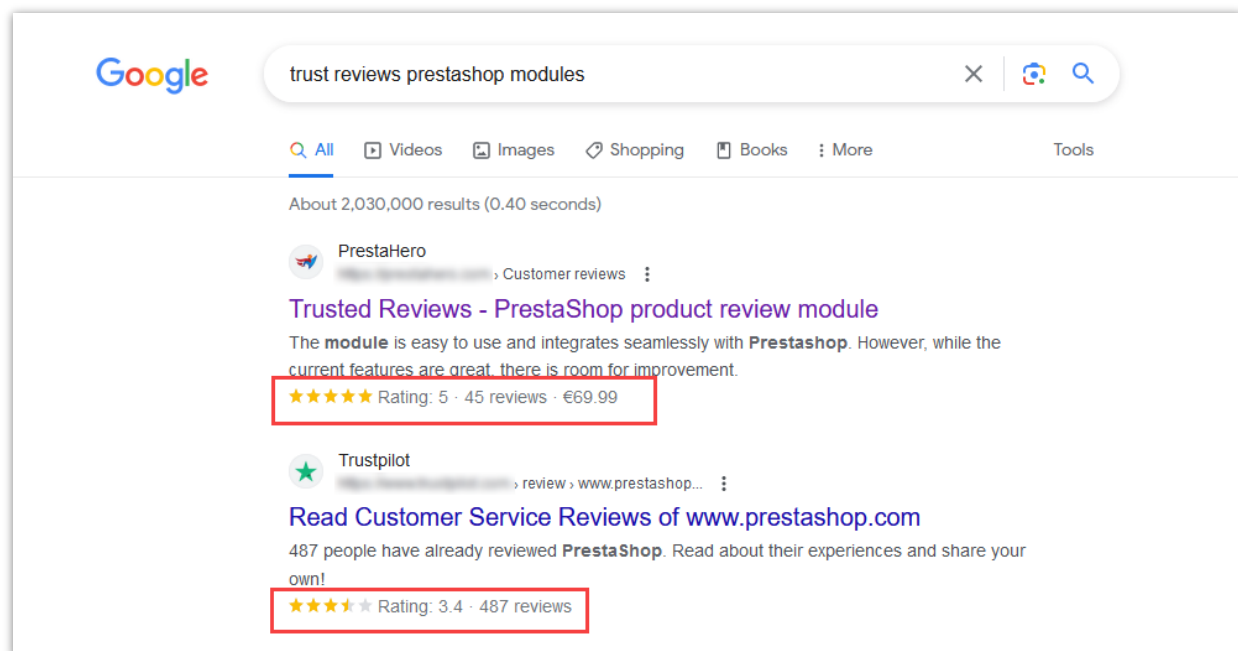 Google
trust reviews prestashop modules
All Videos Images Shopping Books More Tools
About 2,030,000 results (0.40 seconds)
PrestaHero
› Customer reviews
Trusted Reviews - PrestaShop product review module
The module is easy to use and integrates seamlessly with Prestashop. However, while the
current features are great, there is room for improvement.
Rating: 5 · 45 reviews · €69.99
Trustpilot
› review › www.prestashop...
Read Customer Service Reviews of www.prestashop.com
487 people have already reviewed PrestaShop. Read about their experiences and share your
own!
Rating: 3.4 · 487 reviews